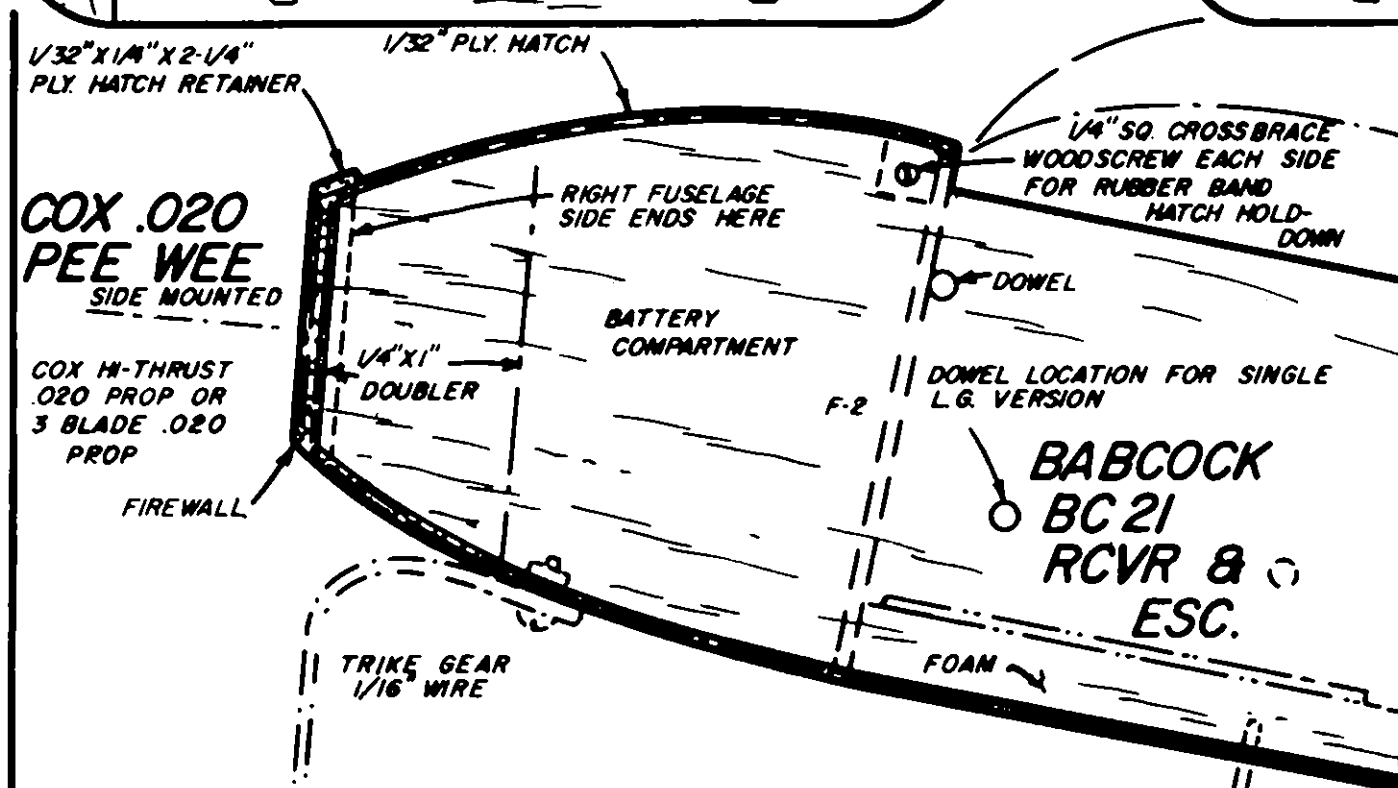 1/32"X1/4"X2-1/4"
PLY. HATCH RETAINER
1/32" PLY. HATCH
1/4" SQ. CROSSBRACE
WOODSCREW EACH SIDE
FOR RUBBER BAND
HATCH HOLD-
DOWN
COX .020
PEE WEE
SIDE MOUNTED
RIGHT FUSELAGE
SIDE ENDS HERE
DOWEL
BATTERY
COMPARTMENT
COX HI-THRUST
.020 PROP OR
3 BLADE .020
PROP
1/4"X1"
DOUBLER
F-2
DOWEL LOCATION FOR SINGLE
L.G. VERSION
FIREWALL
BABCOCK
BC 21
RCVR &
ESC.
TRIKE GEAR
1/16" WIRE
FOAM